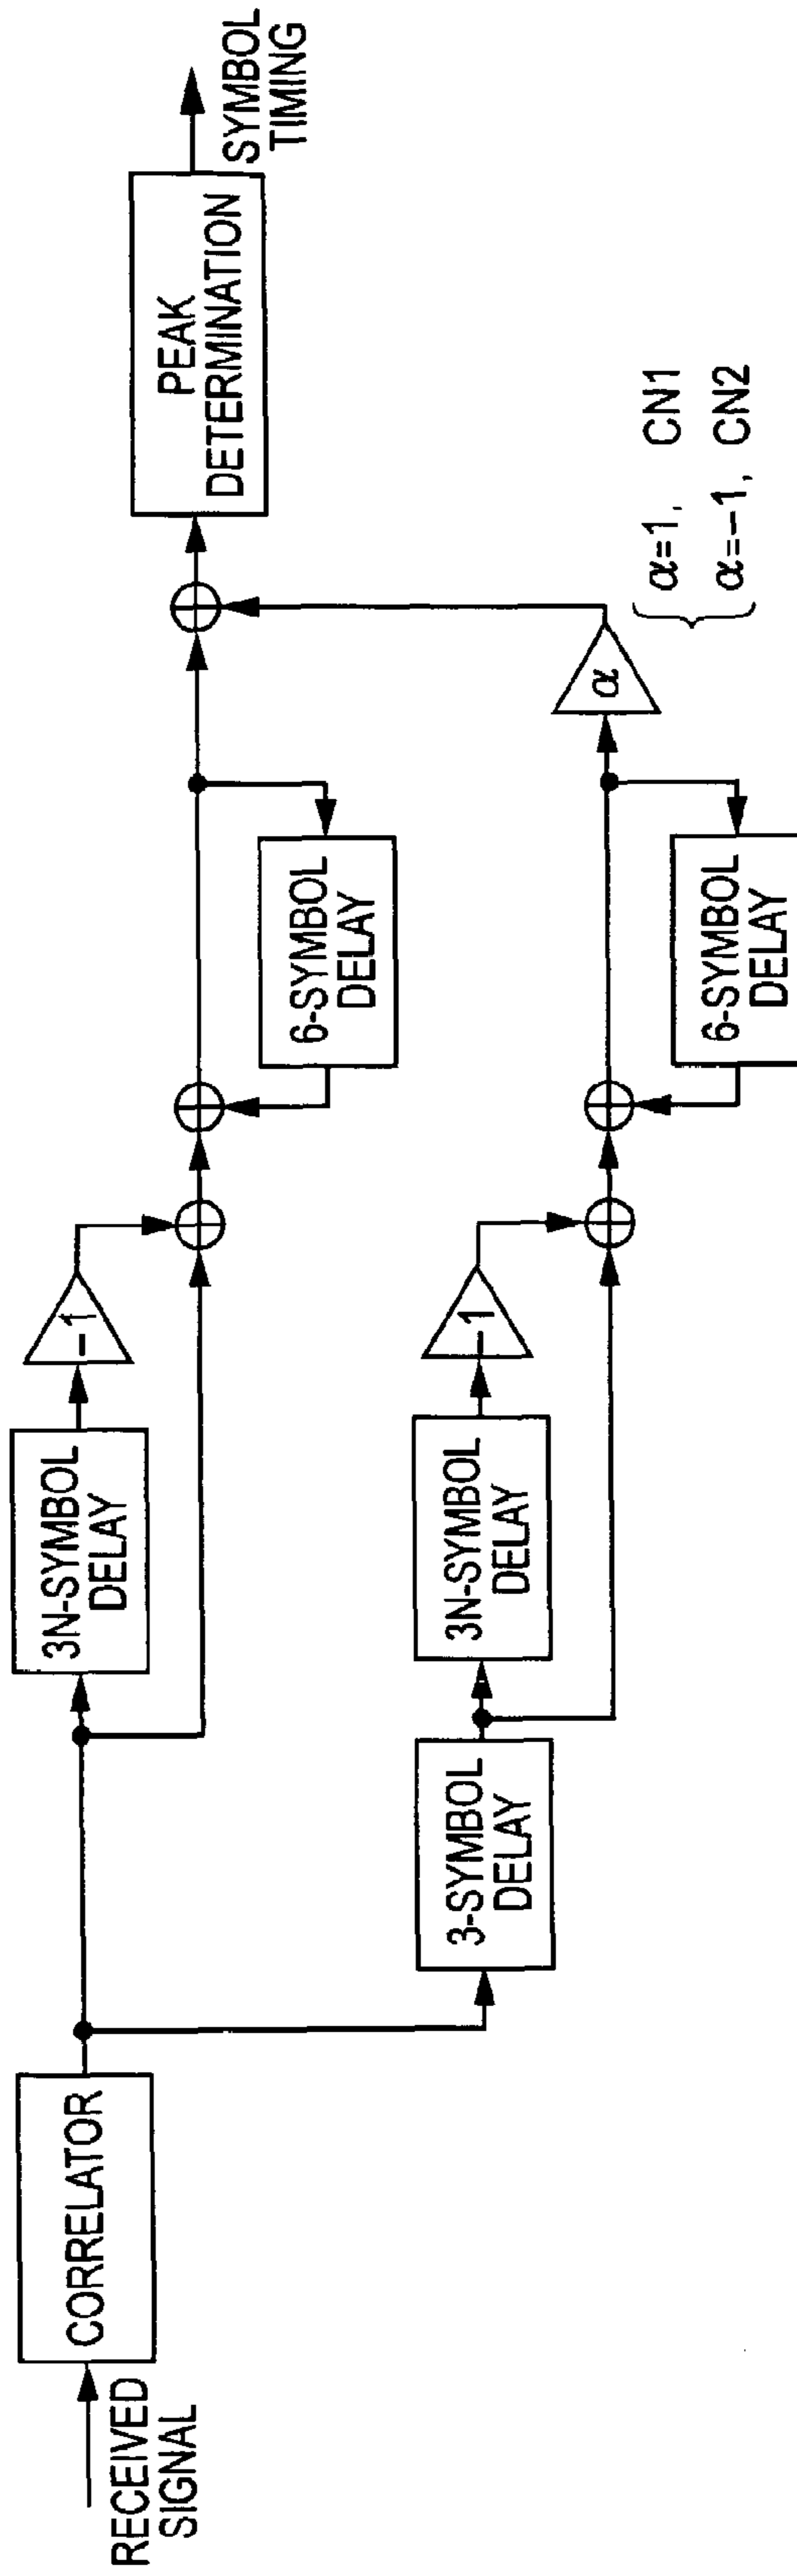 RECEIVED
SIGNAL
CORRELATOR
3N-SYMBOL
DELAY
-1
6-SYMBOL
DELAY
PEAK
DETERMINATION
SYMBOL
TIMING
3-SYMBOL
DELAY
3N-SYMBOL
DELAY
-1
6-SYMBOL
DELAY
α
α=1, CN1
α=-1, CN2